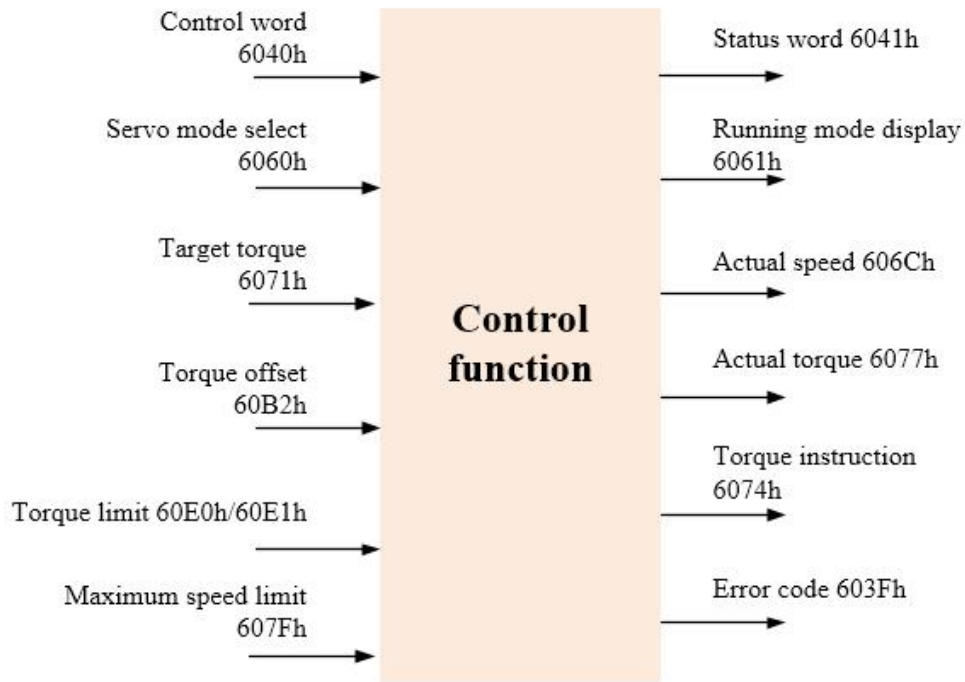 Control word
6040h
Servo mode select
6060h
Target torque
6071h
Torque offset
60B2h
Torque limit 60E0h/60E1h
Maximum speed limit
607Fh
Control
function
Status word 6041h
Running mode display
6061h
Actual speed 606Ch
Actual torque 6077h
Torque instruction
6074h
Error code 603Fh